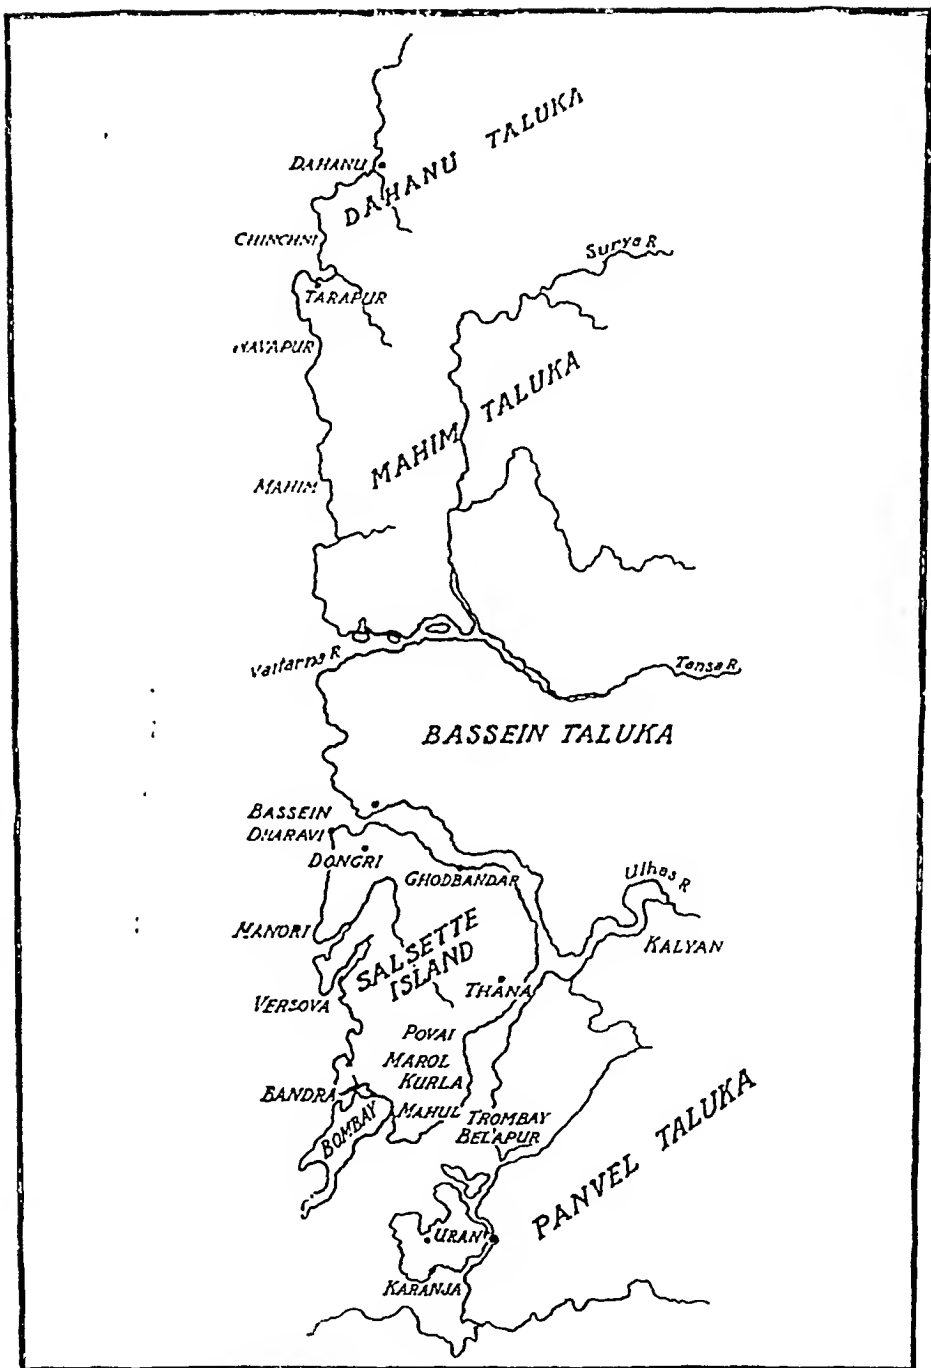 DAHANU TALUKA
DAHANU
CHINCHNI
Surya R
TARAPUR
NAVAPUR
MAHIM TALUKA
MAHIM
Vaitarna R
Tansa R
BASSEIN TALUKA
BASSEIN
DHARAVI
DONGRI
GHODBANDAR
Ulhas R
MANORI
KALYAN
SALSETTE
ISLAND
THANA
VERSOVA
POVAI
MAROL
KURLA
BANDRA
MAHUL
TROMBAY
BOMBAY
BELAPUR
PANVEL TALUKA
URAN
KARANJA